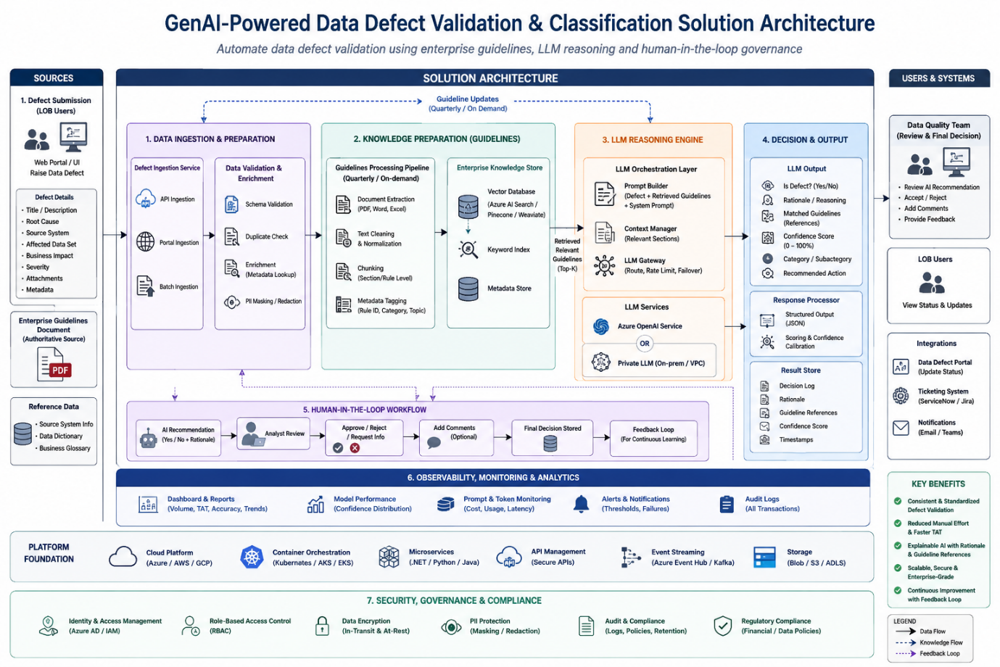 GenAI-Powered Data Defect Validation & Classification Solution Architecture
Automate data defect validation using enterprise guidelines, LLM reasoning and human-in-the-loop governance
SOURCES
1. Defect Submission
(LOB Users)
Web Portal / UI
Raise Data Defect
Defect Details
• Title / Description
• Root Cause
• Source System
• Affected Data Set
• Business Impact
• Severity
• Attachments
• Metadata
Enterprise Guidelines
Document
(Authoritative Source)
PDF
Reference Data
• Source System Info
• Data Dictionary
• Business Glossary
SOLUTION ARCHITECTURE
Guideline Updates
(Quarterly / On Demand)
1. DATA INGESTION & PREPARATION
Defect Ingestion Service
API Ingestion
Portal Ingestion
Batch Ingestion
Data Validation &
Enrichment
Schema Validation
Duplicate Check
Enrichment
(Metadata Lookup)
PII Masking / Redaction
2. KNOWLEDGE PREPARATION (GUIDELINES)
Guidelines Processing Pipeline
(Quarterly / On-demand)
Document Extraction
(PDF, Word, Excel)
Text Cleaning
& Normalization
Chunking
(Section/Rule Level)
Metadata Tagging
(Rule ID, Category, Topic)
Enterprise Knowledge Store
Vector Database
(Azure AI Search /
Pinecone / Weaviate)
Keyword Index
Metadata Store
Retrieved
Relevant
Guidelines
(Top-K)
3. LLM REASONING ENGINE
LLM Orchestration Layer
Prompt Builder
(Defect + Retrieved Guidelines
+ System Prompt)
Context Manager
(Relevant Sections)
LLM Gateway
(Route, Rate Limit, Failover)
LLM Services
Azure OpenAI Service
OR
Private LLM (On-prem / VPC)
4. DECISION & OUTPUT
LLM Output
Is Defect? (Yes/No)
Rationale / Reasoning
Matched Guidelines
(References)
Confidence Score
(0 – 100%)
Category / Subactegory
Recommended Action
Response Processor
Structured Output
(JSON)
Scoring & Confidence
Calibration
Result Store
Decision Log
Rationale
Guideline References
Confidence Score
Timestamps
5. HUMAN-IN-THE-LOOP WORKFLOW
AI Recommendation
(Yes / No + Rationale)
Analyst Review
Approve / Reject
/ Request Info
Add Comments
(Optional)
Final Decision Stored
Feedback Loop
(For Continuous Learning)
6. OBSERVABILITY, MONITORING & ANALYTICS
Dashboard & Reports
(Volume, TAT, Accuracy, Trends)
Model Performance
(Confidence Distribution)
Prompt & Token Monitoring
(Cost, Usage, Latency)
Alerts & Notifications
(Thresholds, Failures)
Audit Logs
(All Transactions)
PLATFORM
FOUNDATION
Cloud Platform
(Azure / AWS / GCP)
Container Orchestration
(Kubernetes / AKS / EKS)
Microservices
(.NET / Python / Java)
API Management
(Secure APIs)
Event Streaming
(Azure Event Hub / Kafka)
Storage
(Blob / S3 / ADLS)
7. SECURITY, GOVERNANCE & COMPLIANCE
Identity & Access Management
(Azure AD / IAM)
Role-Based Access Control
(RBAC)
Data Encryption
(In-Transit & At-Rest)
PII Protection
(Masking / Redaction)
Audit & Compliance
(Logs, Policies, Retention)
Regulatory Compliance
(Financial / Data Policies)
USERS & SYSTEMS
Data Quality Team
(Review & Final Decision)
• Review AI Recommendation
• Accept / Reject
• Add Comments
• Provide Feedback
LOB Users
View Status & Updates
Integrations
Data Defect Portal
(Update Status)
Ticketing System
(ServiceNow / Jira)
Notifications
(Email / Teams)
KEY BENEFITS
Consistent & Standardized
Defect Validation
Reduced Manual Effort
& Faster TAT
Explainable AI with Rationale
& Guideline References
Scalable, Secure &
Enterprise-Grade
Continuous Improvement
with Feedback Loop
LEGEND
Data Flow
Knowledge Flow
Feedback Loop